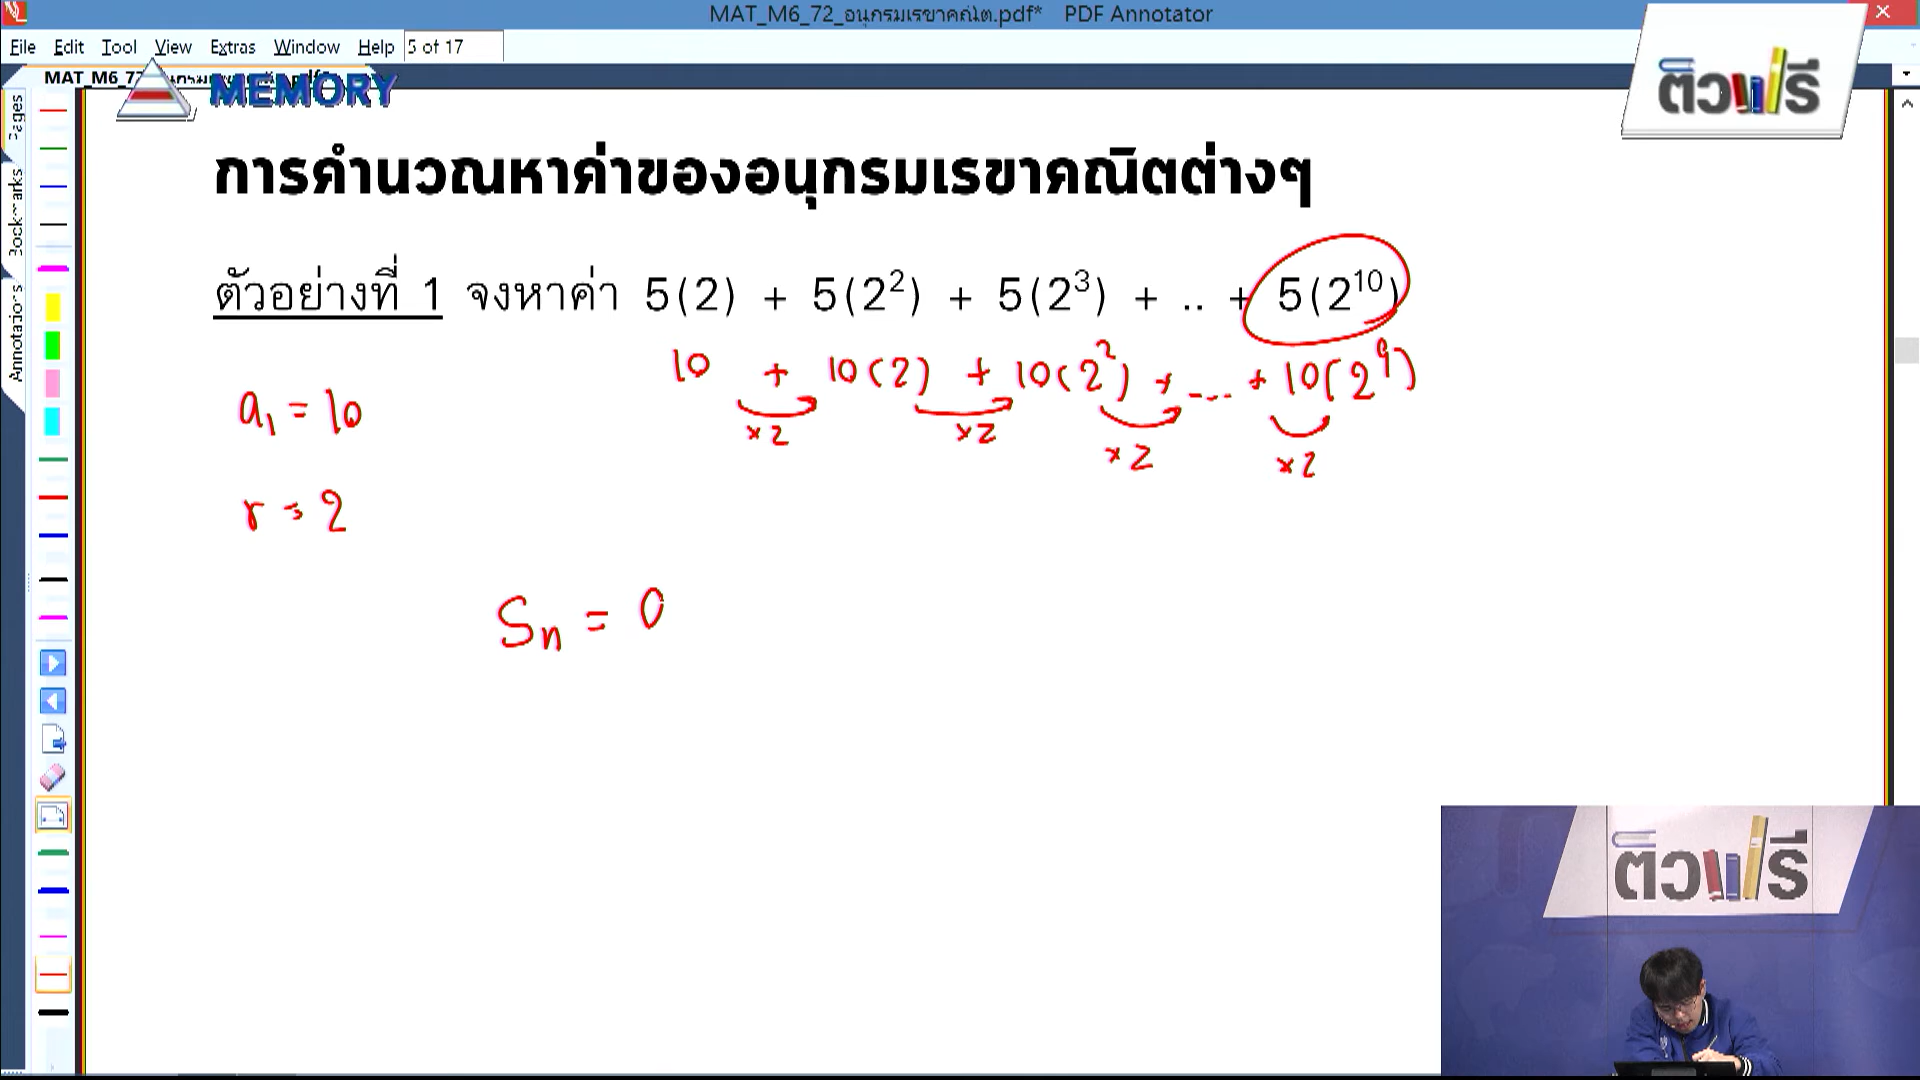 MAT_M6_72_อนุกรมเรขาคณิต.pdf* PDF Annotator
File Edit Tool View Extras Window Help 5 of 17
ติวฟรี
MEMORY
Pages
Bookmarks
Annotations
การคำนวณหาค่าของอนุกรมเรขาคณิตต่างๆ
ตัวอย่างที่ 1 จงหาค่า 5(2) + 5(2²) + 5(2³) + .. + 5(2¹⁰)
10 + 10(2) + 10(2²) + .... + 10(2⁹)
×2 ×2 ×2 ×2
a₁ = 10
r = 2
Sₙ = 0
ติวฟรี